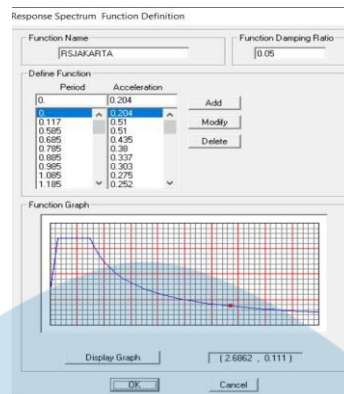 Response Spectrum Function Definition
Function Name
Function Damping Ratio
RSJAKARTA
0.05
Define Function
Period Acceleration
0. 0.204
Add
0. 0.204
0.117 0.51
Modify
0.585 0.51
0.685 0.435
Delete
0.785 0.38
0.885 0.337
0.985 0.303
1.085 0.275
1.185 0.252
Function Graph
Display Graph
( 2.6862 , 0.111 )
OK
Cancel